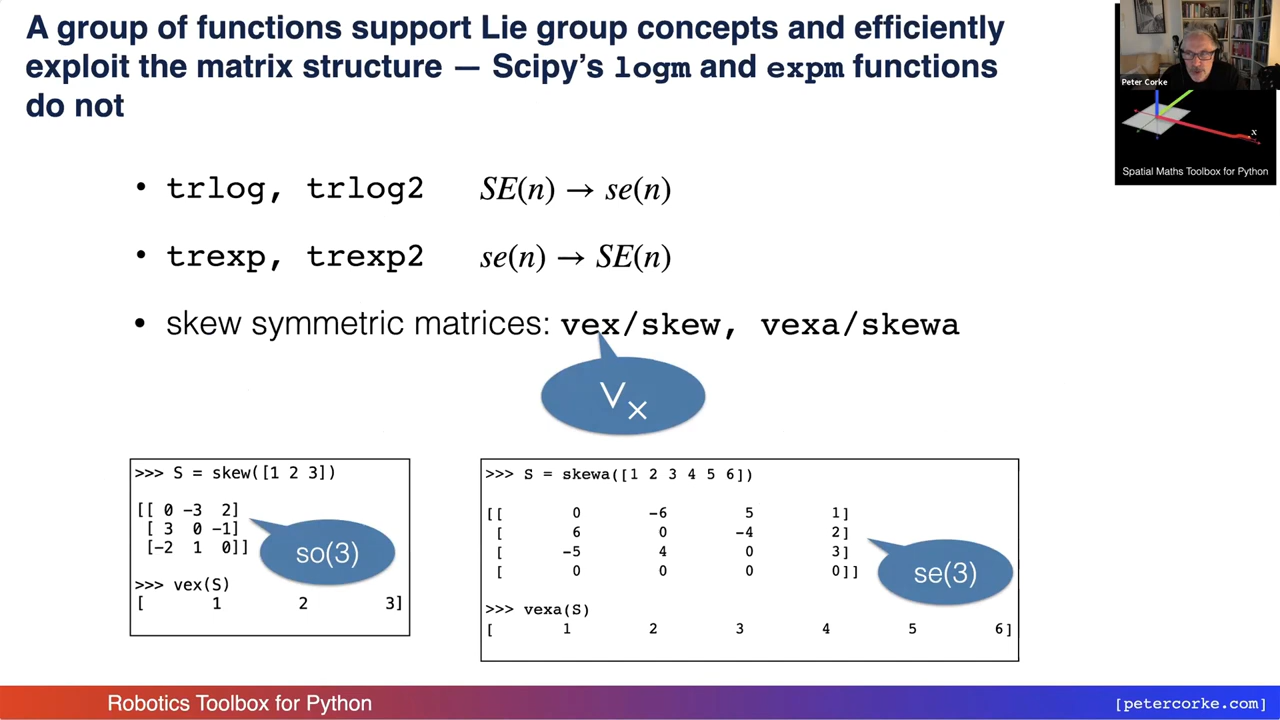 A group of functions support Lie group concepts and efficiently
exploit the matrix structure — Scipy's logm and expm functions
do not
Peter Corke
x
Spatial Maths Toolbox for Python
• trlog, trlog2 SE(n) → se(n)
• trexp, trexp2 se(n) → SE(n)
• skew symmetric matrices: vex/skew, vexa/skewa
V×
>>> S = skew([1 2 3])
[[ 0 -3 2]
[ 3 0 -1]
[-2 1 0]]
so(3)
>>> vex(S)
[ 1 2 3]
>>> S = skewa([1 2 3 4 5 6])
[[ 0 -6 5 1]
[ 6 0 -4 2]
[ -5 4 0 3]
[ 0 0 0 0]]
se(3)
>>> vexa(S)
[ 1 2 3 4 5 6]
Robotics Toolbox for Python
[petercorke.com]